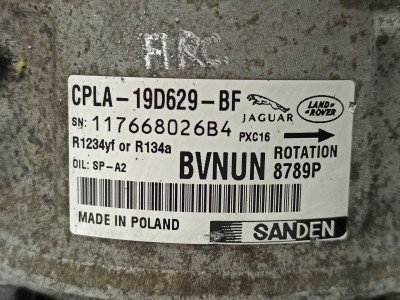 CPLA-19D629-BF
JAGUAR
LAND ROVER
SN: 117668026B4
PXC16
R1234yf or R134a
OIL: SP-A2
BVNUN
ROTATION
8789P
MADE IN POLAND
SANDEN